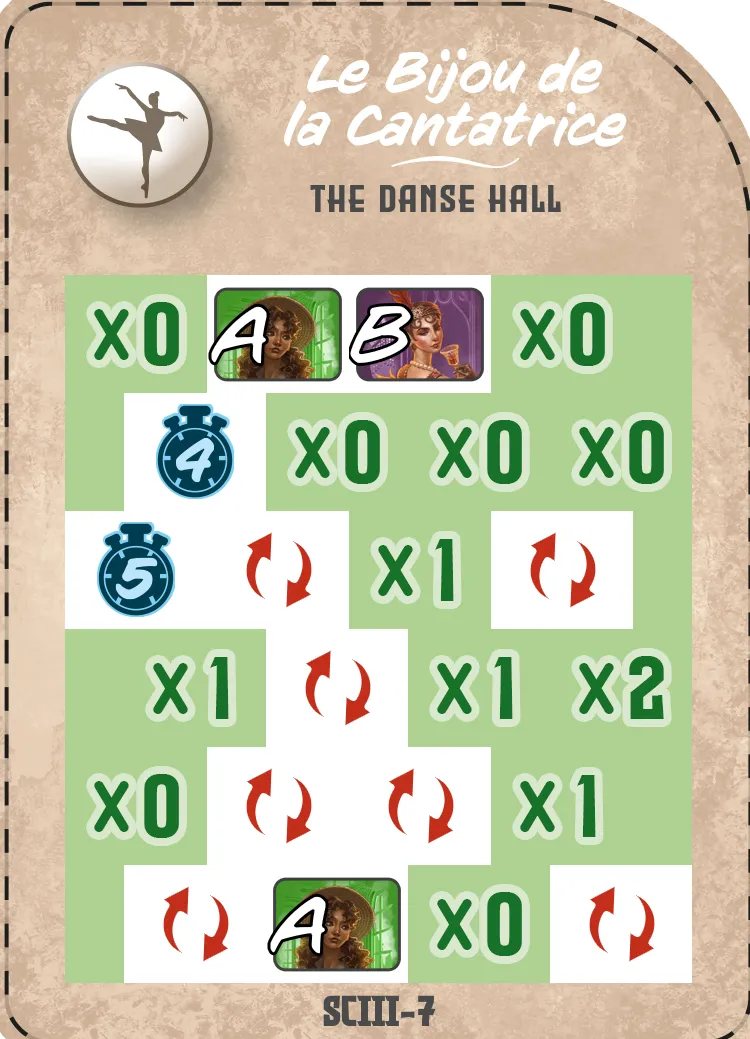 Le Bijou de
la Cantatrice
THE DANSE HALL
x0 A B x0
4 x0 x0 x0
5 x1
x1 x1 x2
x0 x1
A x0
SCIII-7